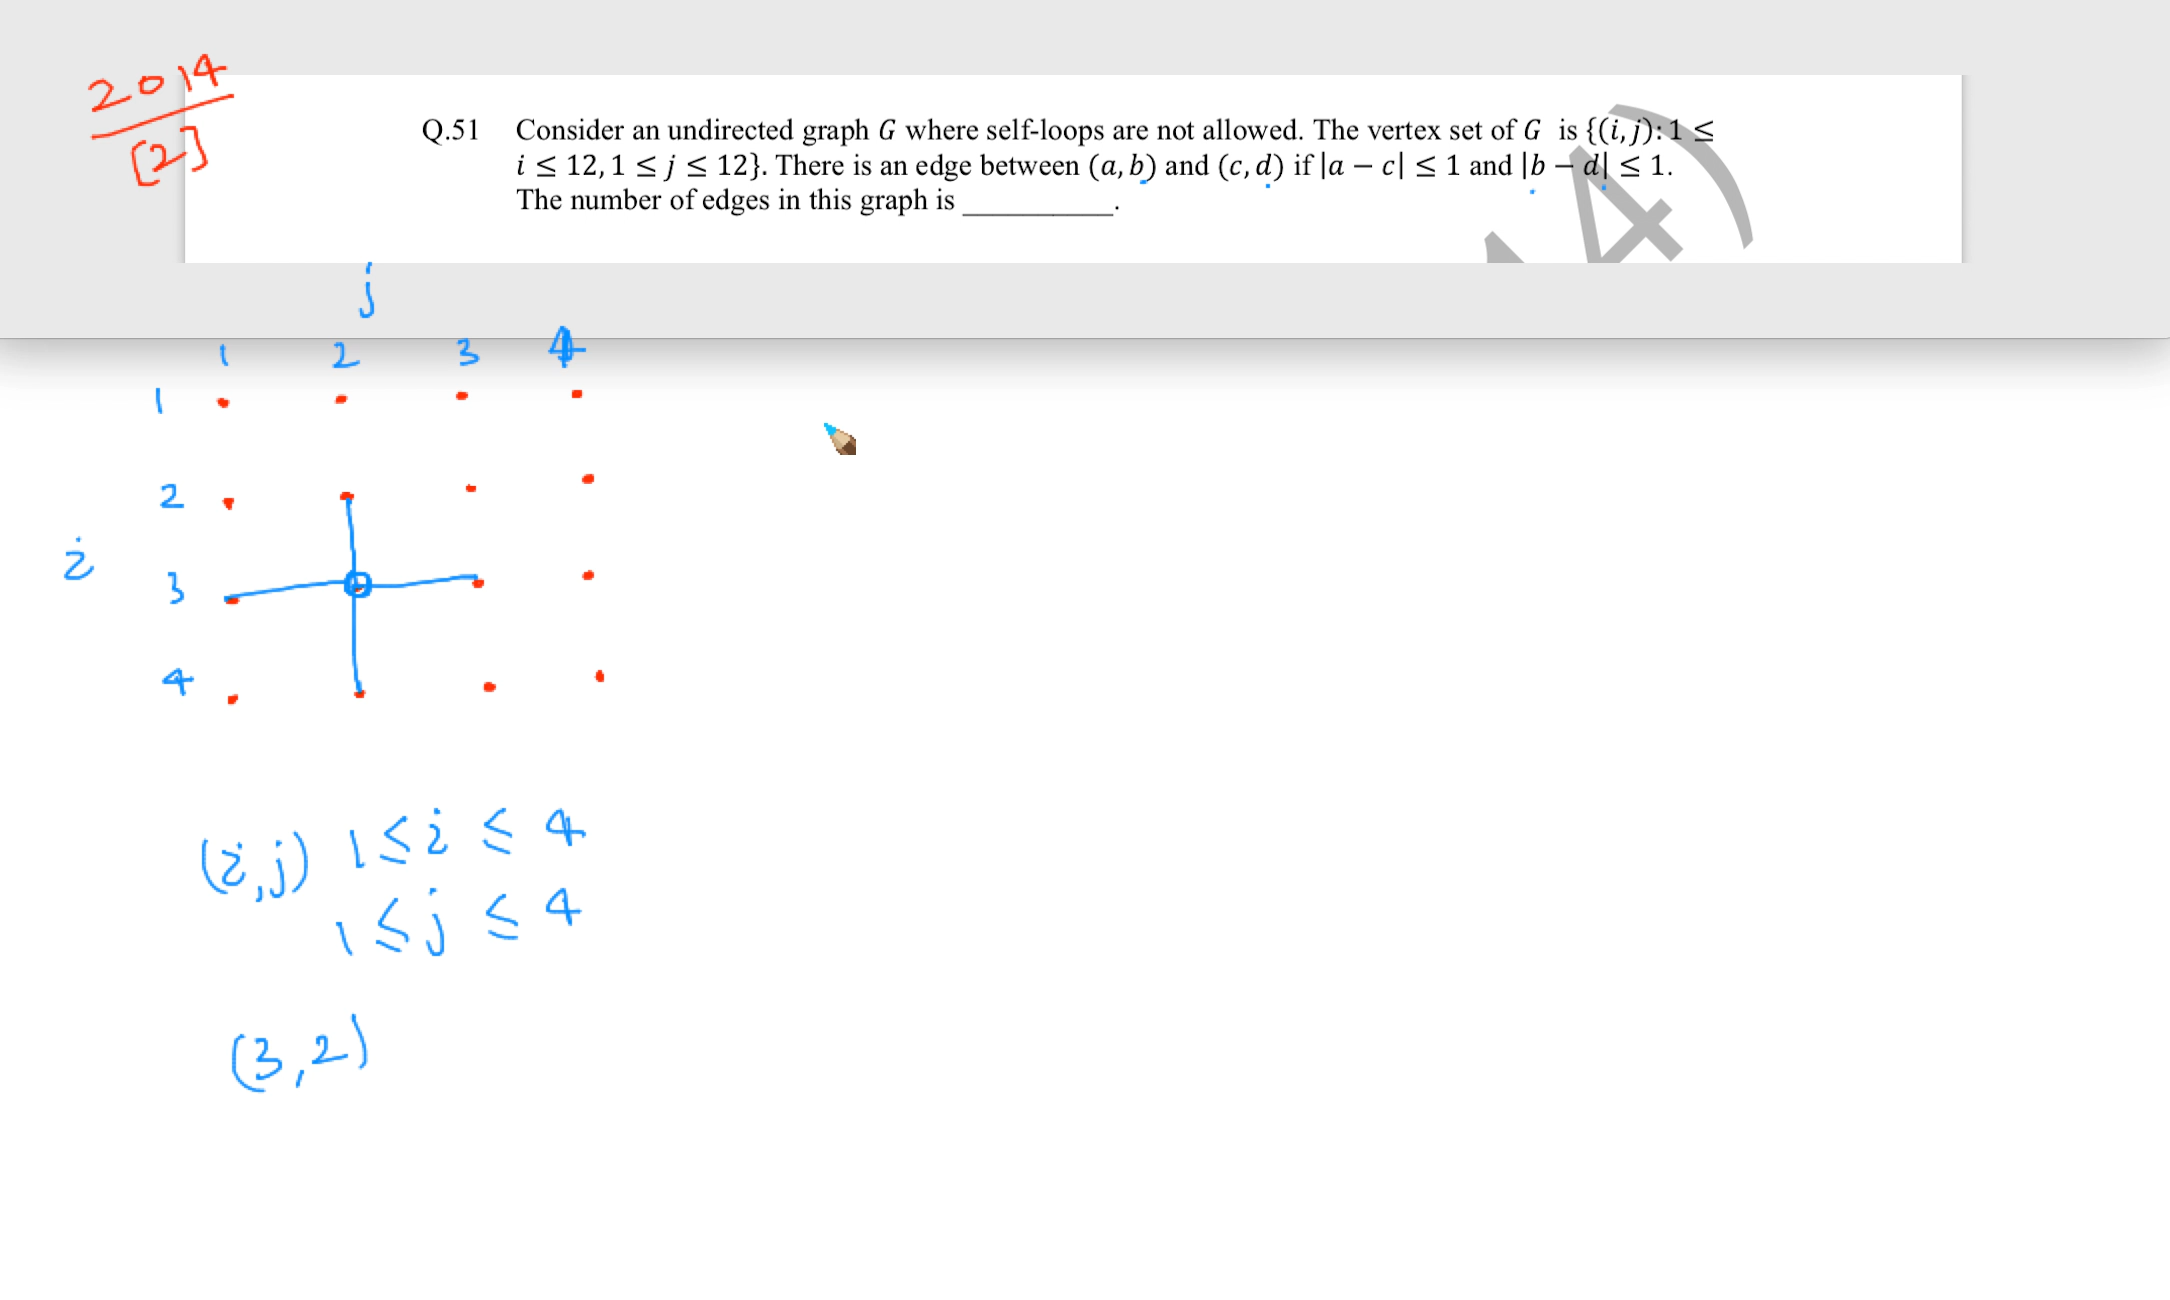 2014
[2]
Q.51 Consider an undirected graph G where self-loops are not allowed. The vertex set of G is {(i, j): 1 ≤
i ≤ 12, 1 ≤ j ≤ 12}. There is an edge between (a, b) and (c, d) if |a − c| ≤ 1 and |b − d| ≤ 1.
The number of edges in this graph is __________.
4)
j
1 2 3 4
1
2
i
3
4
(i,j) 1 ≤ i ≤ 4
1 ≤ j ≤ 4
(3,2)